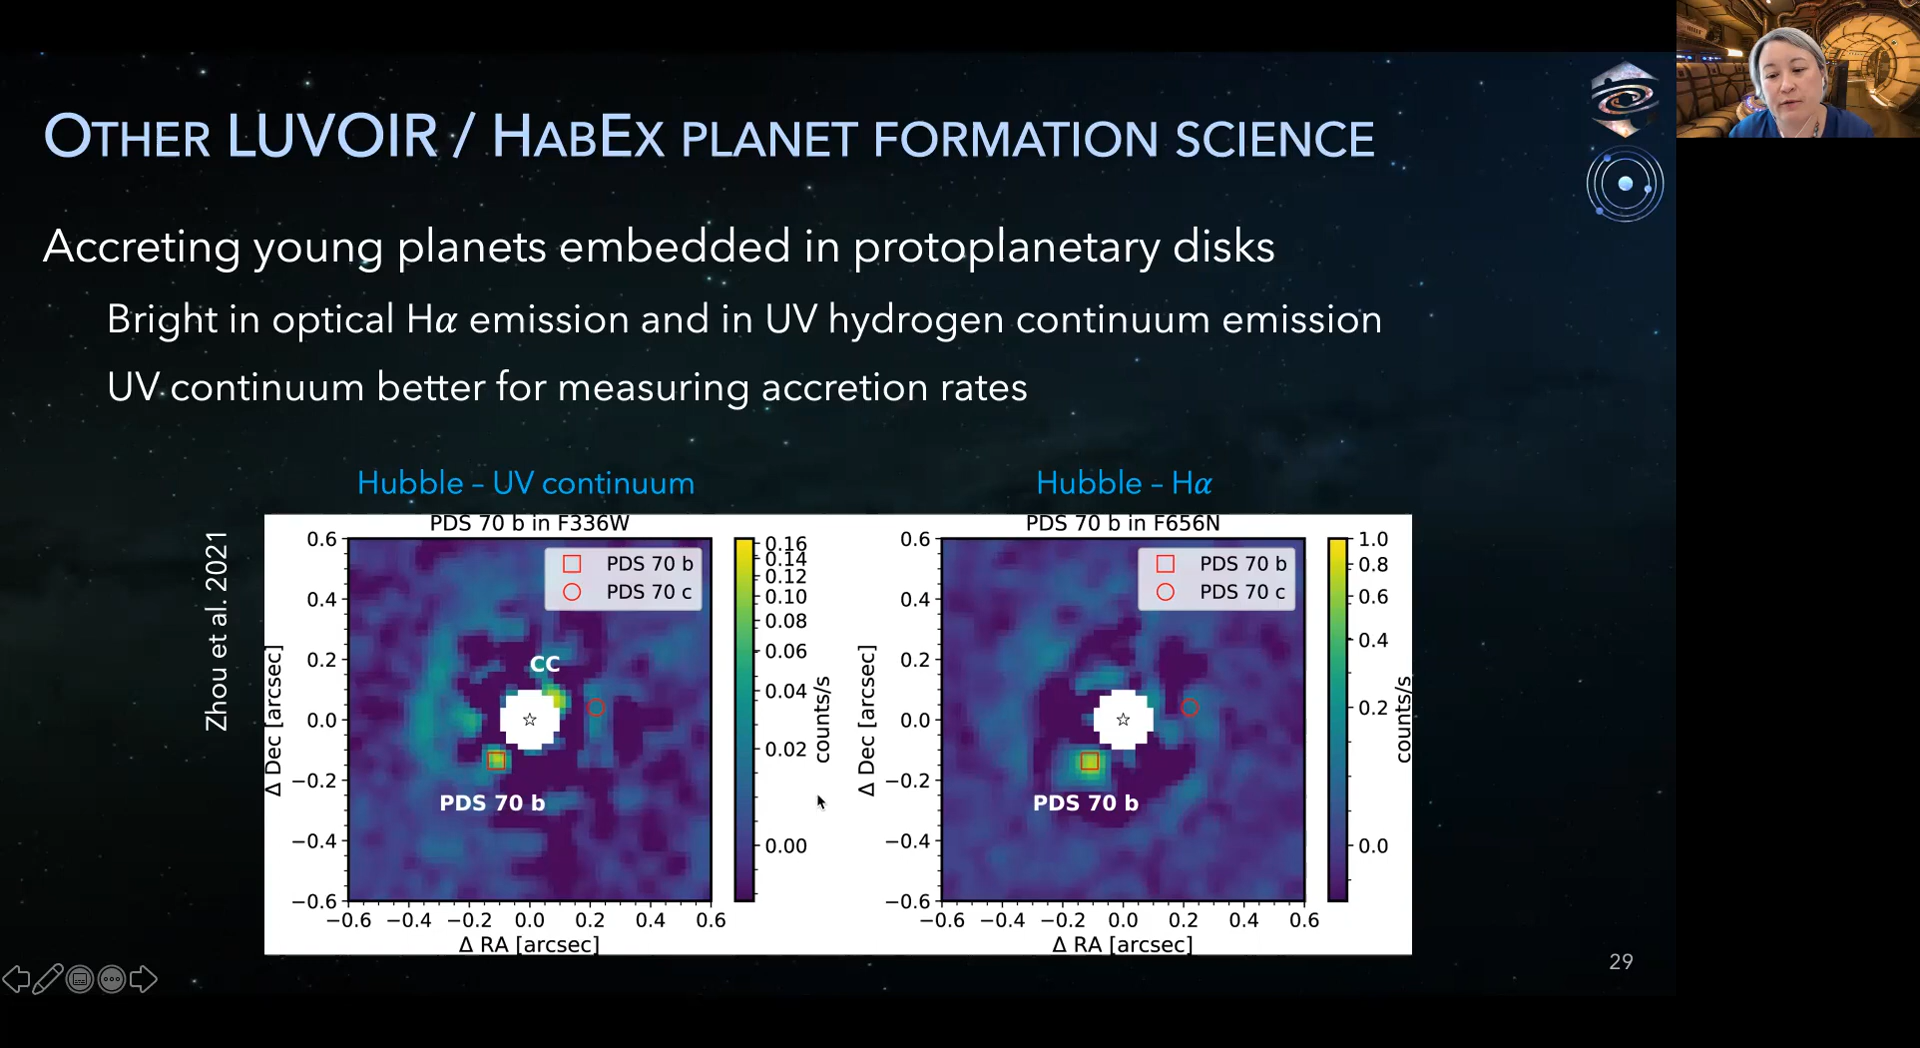 OTHER LUVOIR / HABEX PLANET FORMATION SCIENCE
Accreting young planets embedded in protoplanetary disks
Bright in optical Hα emission and in UV hydrogen continuum emission
UV continuum better for measuring accretion rates
Hubble – UV continuum
Zhou et al. 2021
PDS 70 b in F336W
PDS 70 b
PDS 70 c
CC
PDS 70 b
0.6
0.4
0.2
0.0
−0.2
−0.4
−0.6
Δ Dec [arcsec]
−0.6 −0.4 −0.2 0.0 0.2 0.4 0.6
Δ RA [arcsec]
0.16
0.14
0.12
0.10
0.08
0.06
0.04
0.02
0.00
counts/s
Hubble – Hα
PDS 70 b in F656N
PDS 70 b
PDS 70 c
PDS 70 b
0.6
0.4
0.2
0.0
−0.2
−0.4
−0.6
Δ Dec [arcsec]
−0.6 −0.4 −0.2 0.0 0.2 0.4 0.6
Δ RA [arcsec]
1.0
0.8
0.6
0.4
0.2
0.0
counts/s
29